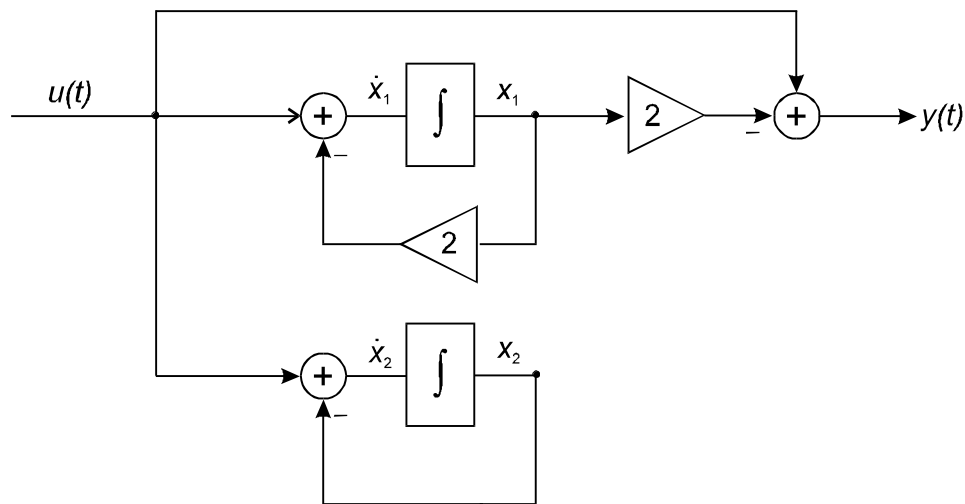 u(t)
+
ẋ₁
∫
x₁
2
–
+
y(t)
–
2
+
ẋ₂
∫
x₂
–